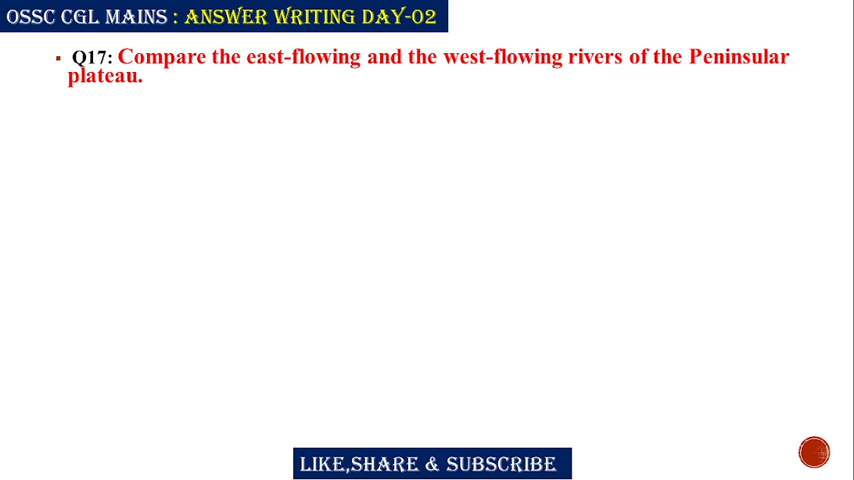 OSSC CGL MAINS : ANSWER WRITING DAY-02
▪ Q17: Compare the east-flowing and the west-flowing rivers of the Peninsular
plateau.
LIKE,SHARE & SUBSCRIBE